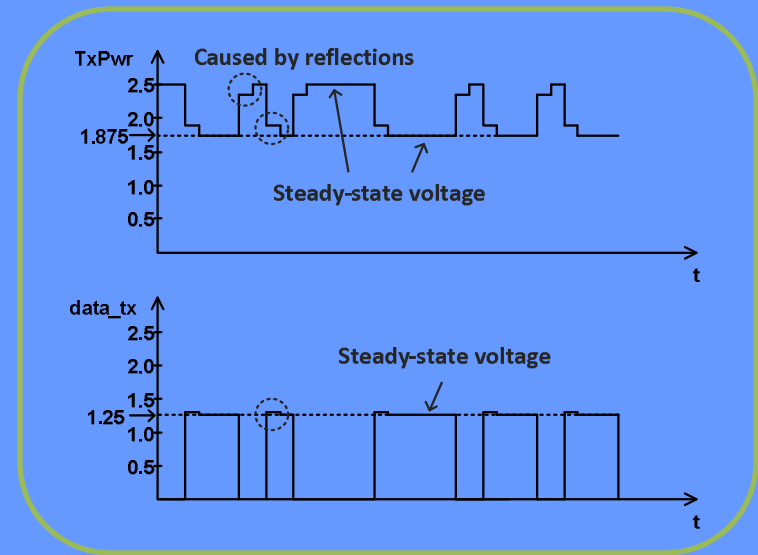 TxPwr
Caused by reflections
2.5
2.0
1.875
1.5
Steady-state voltage
1.0
0.5
t
data_tx
2.5
Steady-state voltage
2.0
1.5
1.25
1.0
0.5
t